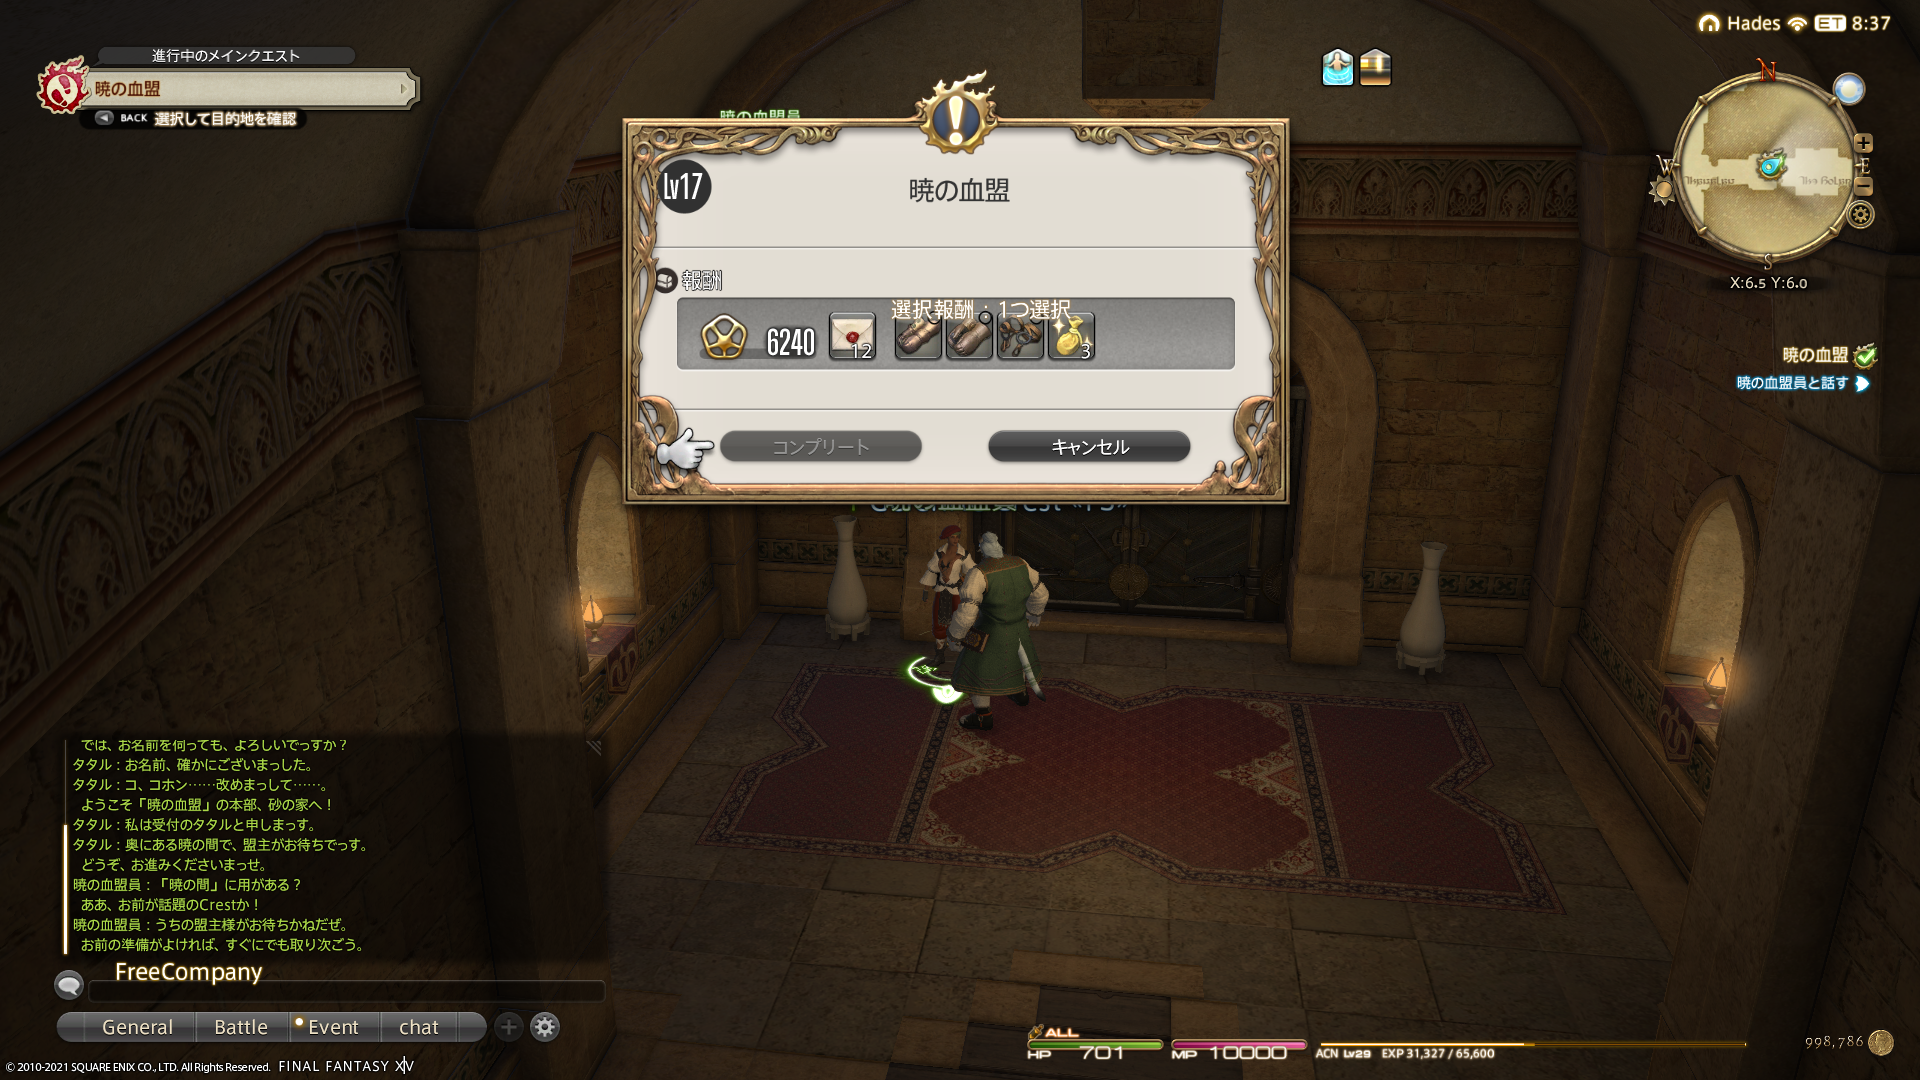 進行中のメインクエスト
暁の血盟
BACK 選択して目的地を確認
暁の血盟員
Lv17
暁の血盟
報酬
選択報酬：1つ選択
6240
12
3
コンプリート
キャンセル
Hades ET 8:37
N
W
E
S
X:6.5 Y:6.0
暁の血盟
暁の血盟員と話す
では、お名前を伺っても、よろしいでっすか？
タタル：お名前、確かにございまっした。
タタル：コ、コホン……改めまっして……。
ようこそ「暁の血盟」の本部、砂の家へ！
タタル：私は受付のタタルと申しまっす。
タタル：奥にある暁の間で、盟主がお待ちでっす。
どうぞ、お進みくださいまっせ。
暁の血盟員：「暁の間」に用がある？
ああ、お前が話題のCrestか！
暁の血盟員：うちの盟主様がお待ちかねだぜ。
お前の準備がよければ、すぐにでも取り次ごう。
FreeCompany
General Battle Event chat
ALL
HP 701 MP 10000 ACN Lv29 EXP 31,327 / 65,600
998,786
© 2010-2021 SQUARE ENIX CO., LTD. All Rights Reserved. FINAL FANTASY XIV